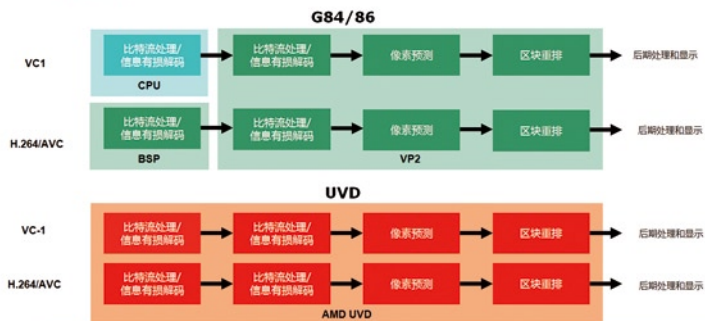 G84/86
VC1
比特流处理/
信息有损解码
CPU
比特流处理/
信息有损解码
像素预测
区块重排
后期处理和显示
H.264/AVC
比特流处理/
信息有损解码
BSP
比特流处理/
信息有损解码
像素预测
区块重排
VP2
后期处理和显示
UVD
VC-1
比特流处理/
信息有损解码
比特流处理/
信息有损解码
像素预测
区块重排
后期处理和显示
H.264/AVC
比特流处理/
信息有损解码
比特流处理/
信息有损解码
像素预测
区块重排
后期处理和显示
AMD UVD